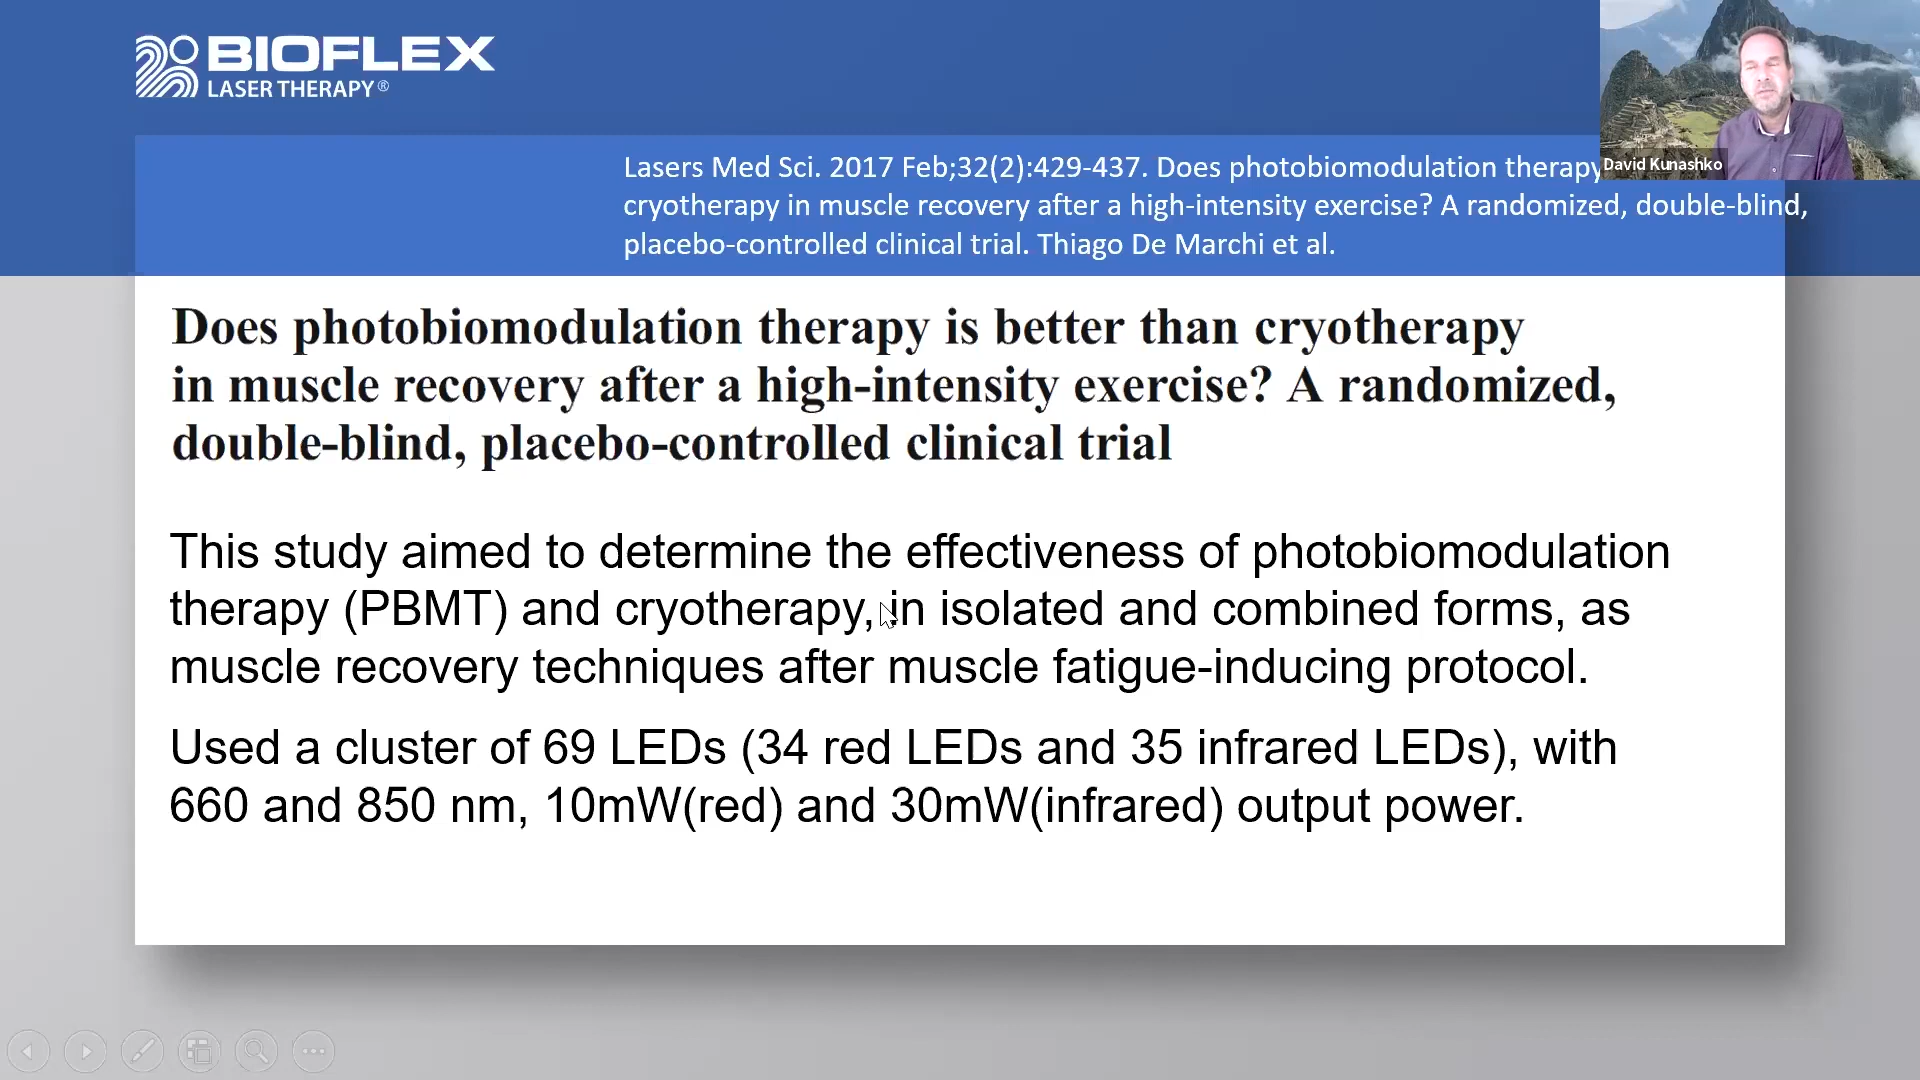 BIOFLEX
LASER THERAPY®
David Kunashko
Lasers Med Sci. 2017 Feb;32(2):429-437. Does photobiomodulation therapy
cryotherapy in muscle recovery after a high-intensity exercise? A randomized, double-blind,
placebo-controlled clinical trial. Thiago De Marchi et al.
Does photobiomodulation therapy is better than cryotherapy
in muscle recovery after a high-intensity exercise? A randomized,
double-blind, placebo-controlled clinical trial
This study aimed to determine the effectiveness of photobiomodulation
therapy (PBMT) and cryotherapy, in isolated and combined forms, as
muscle recovery techniques after muscle fatigue-inducing protocol.
Used a cluster of 69 LEDs (34 red LEDs and 35 infrared LEDs), with
660 and 850 nm, 10mW(red) and 30mW(infrared) output power.